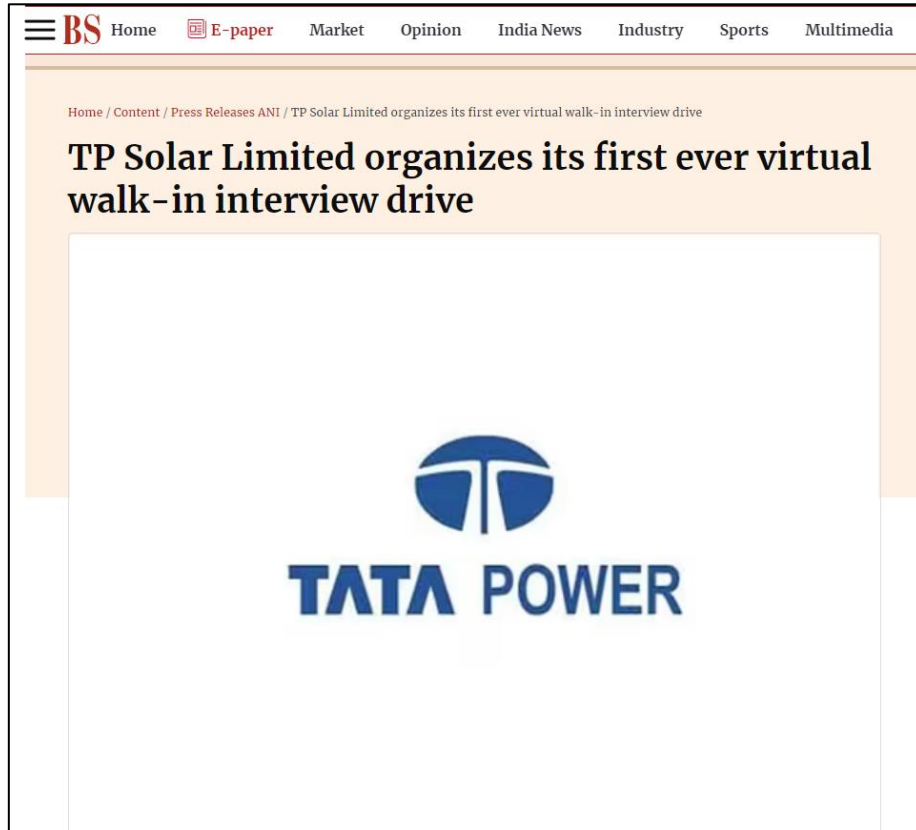 BS Home E-paper Market Opinion India News Industry Sports Multimedia
Home / Content / Press Releases ANI / TP Solar Limited organizes its first ever virtual walk-in interview drive
TP Solar Limited organizes its first ever virtual
walk-in interview drive
TATA POWER